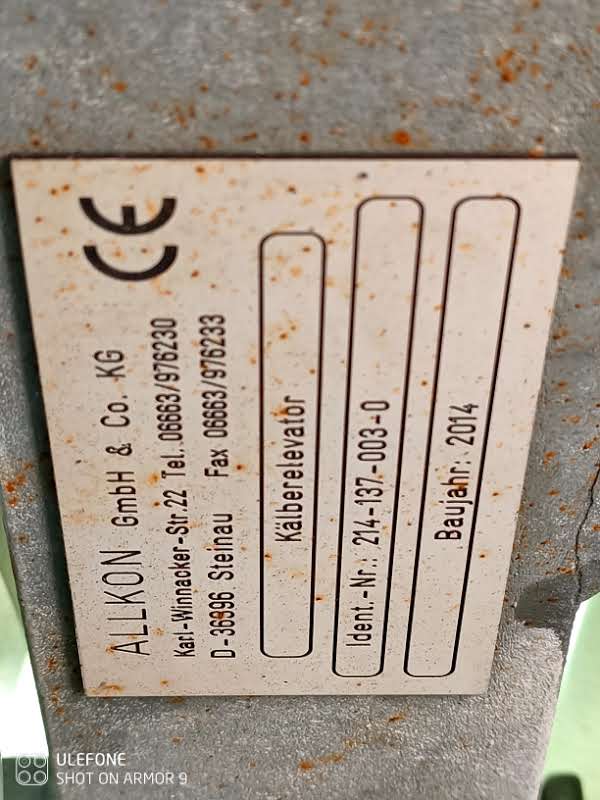 ALLKON GmbH & Co. KG
Karl-Winnacker-Str.22 Tel. 06663/976230
D-36396 Steinau Fax 06663/976233
CE
Kälberelevator
Ident.-Nr.: 214-137-003-0
Baujahr: 2014
ULEFONE
SHOT ON ARMOR 9